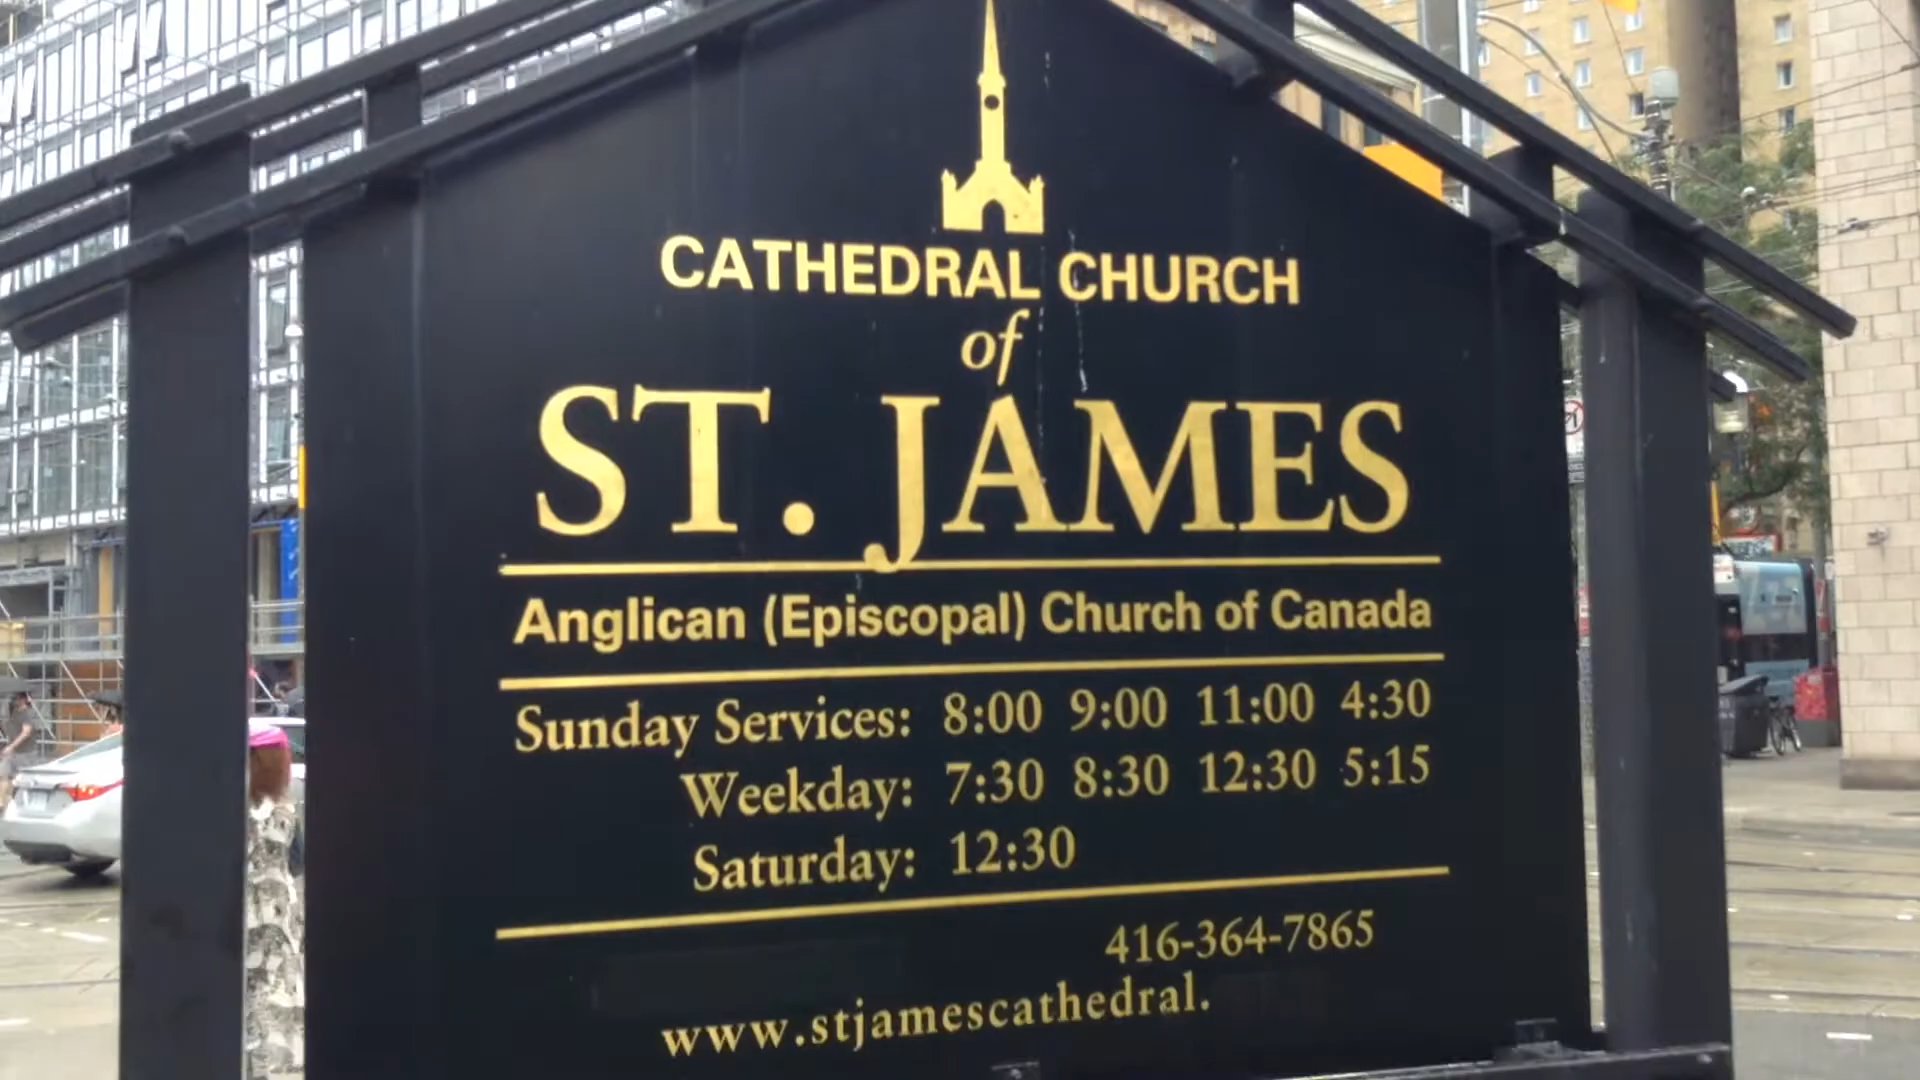 CATHEDRAL CHURCH
of
ST. JAMES
Anglican (Episcopal) Church of Canada
Sunday Services: 8:00 9:00 11:00 4:30
Weekday: 7:30 8:30 12:30 5:15
Saturday: 12:30
416-364-7865
www.stjamescathedral.